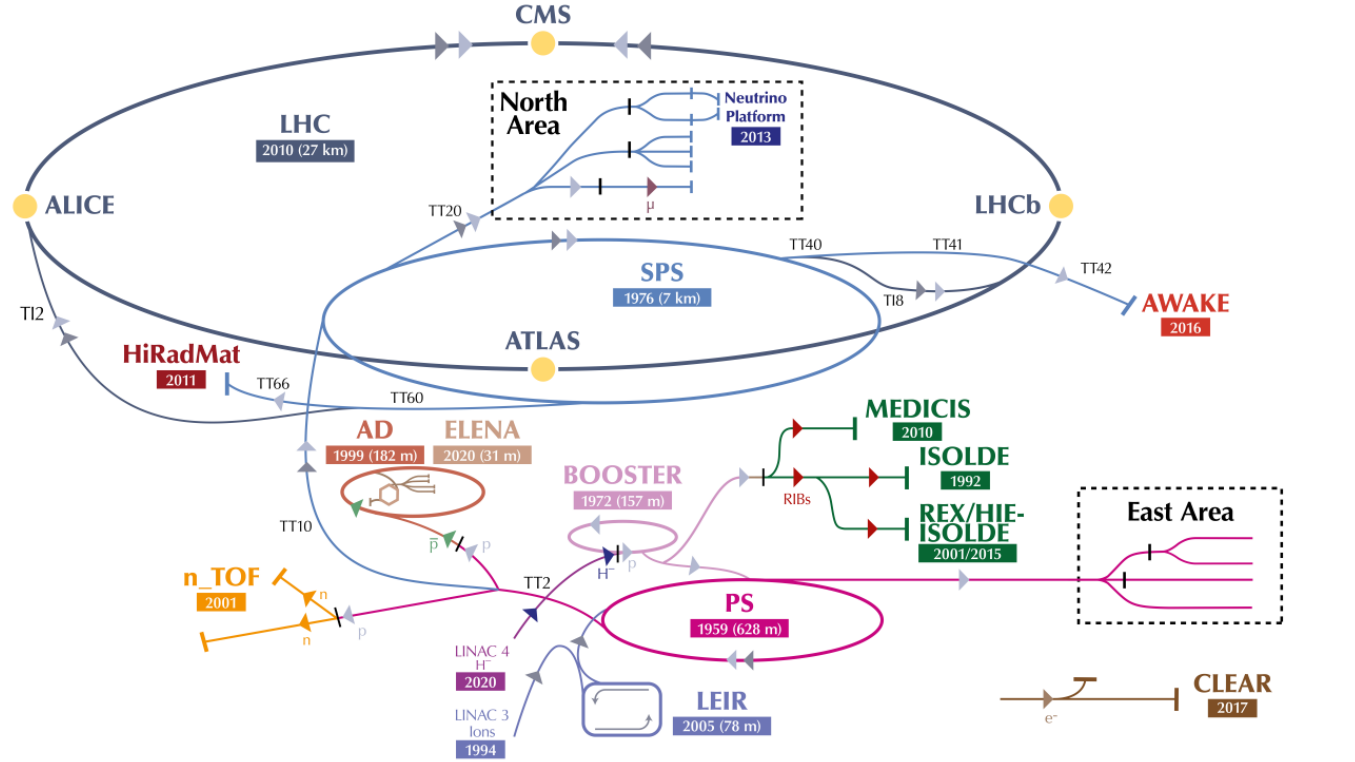 CMS
North
Area
Neutrino
Platform
2013
LHC
2010 (27 km)
ALICE
LHCb
TT20
μ
TT40
TT41
TT42
SPS
1976 (7 km)
TI8
AWAKE
2016
TI2
ATLAS
HiRadMat
2011
TT66
TT60
AD
1999 (182 m)
ELENA
2020 (31 m)
MEDICIS
2010
BOOSTER
1972 (157 m)
ISOLDE
1992
RIBs
REX/HIE-
ISOLDE
2001/2015
East Area
TT10
p̅
p
H⁻
p
n_TOF
2001
n
n
p
TT2
PS
1959 (628 m)
LINAC 4
H⁻
2020
LEIR
2005 (78 m)
LINAC 3
Ions
1994
CLEAR
2017
e⁻